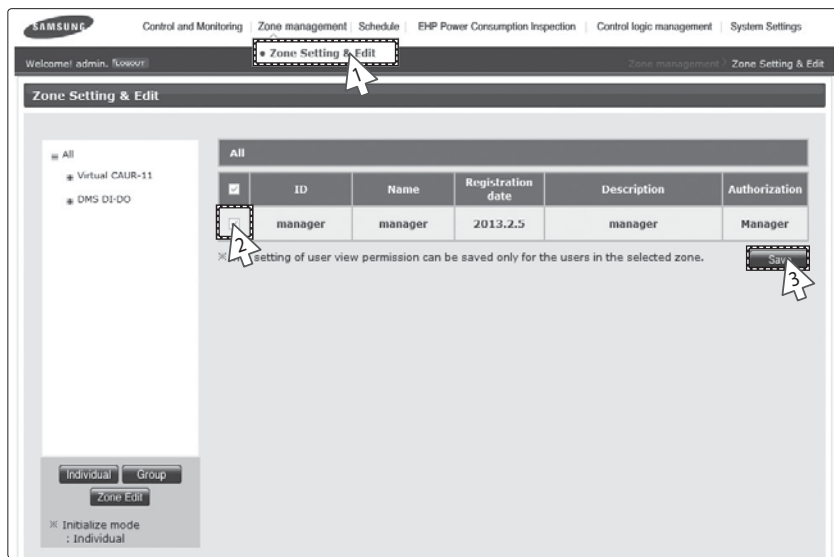 SAMSUNG
Control and Monitoring | Zone management | Schedule | EHP Power Consumption Inspection | Control logic management | System Settings
• Zone Setting & Edit
1
Welcome! admin. LOGOUT
Zone management > Zone Setting & Edit
Zone Setting & Edit
All
Virtual CAUR-11
DMS DI-DO
All
ID Name Registration date Description Authorization
manager manager 2013.2.5 manager Manager
2
setting of user view permission can be saved only for the users in the selected zone.
Save
3
Individual Group
Zone Edit
※ Initialize mode
: Individual